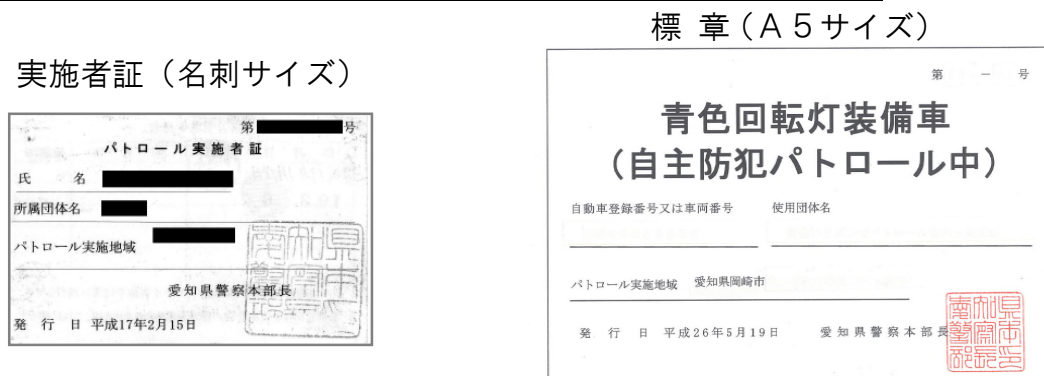 実施者証（名刺サイズ）
第 号
パトロール実施者証
氏 名
所属団体名
パトロール実施地域
愛知県警察本部長
発 行 日 平成17年2月15日
標 章（Ａ５サイズ）
第 － 号
青色回転灯装備車
（自主防犯パトロール中）
自動車登録番号又は車両番号 使用団体名
パトロール実施地域 愛知県岡崎市
発 行 日 平成26年5月19日 愛知県警察本部長